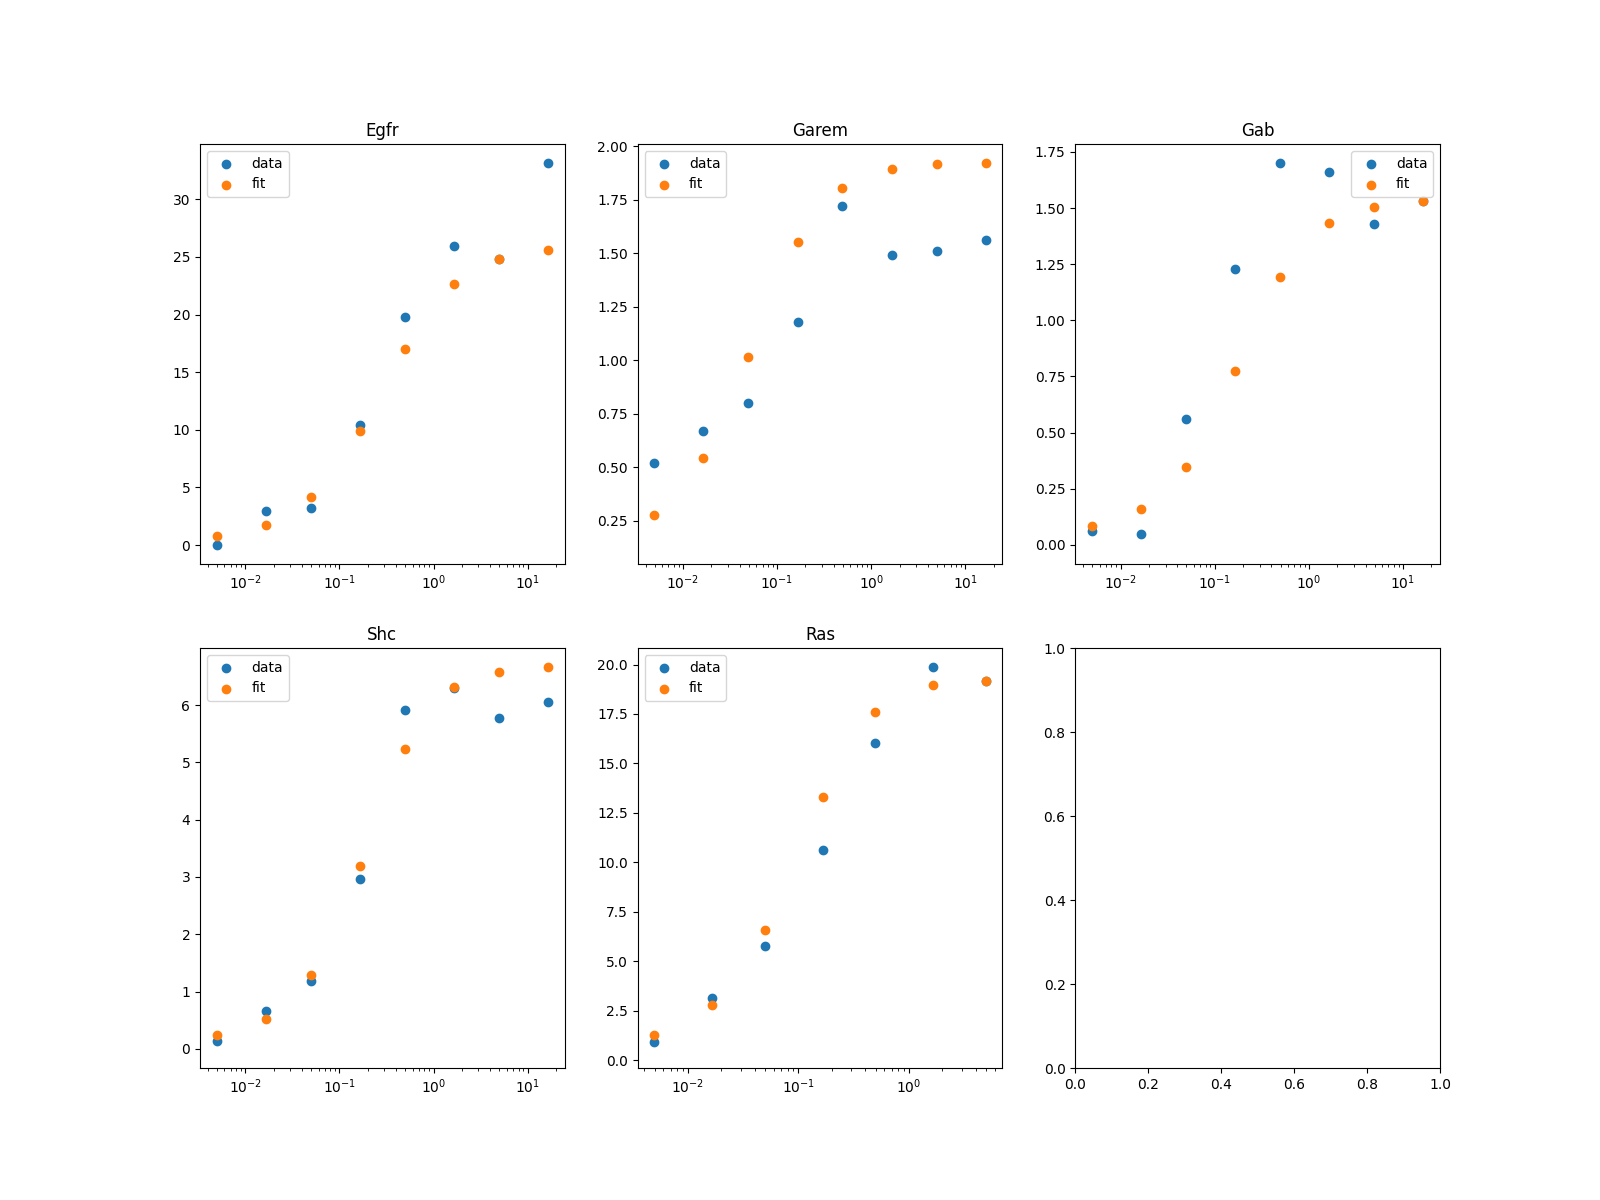 Egfr
data
fit
30
25
20
15
10
5
0
10⁻² 10⁻¹ 10⁰ 10¹
Garem
data
fit
2.00
1.75
1.50
1.25
1.00
0.75
0.50
0.25
10⁻² 10⁻¹ 10⁰ 10¹
Gab
data
fit
1.75
1.50
1.25
1.00
0.75
0.50
0.25
0.00
10⁻² 10⁻¹ 10⁰ 10¹
Shc
data
fit
6
5
4
3
2
1
0
10⁻² 10⁻¹ 10⁰ 10¹
Ras
data
fit
20.0
17.5
15.0
12.5
10.0
7.5
5.0
2.5
0.0
10⁻² 10⁻¹ 10⁰
1.0
0.8
0.6
0.4
0.2
0.0
0.0 0.2 0.4 0.6 0.8 1.0